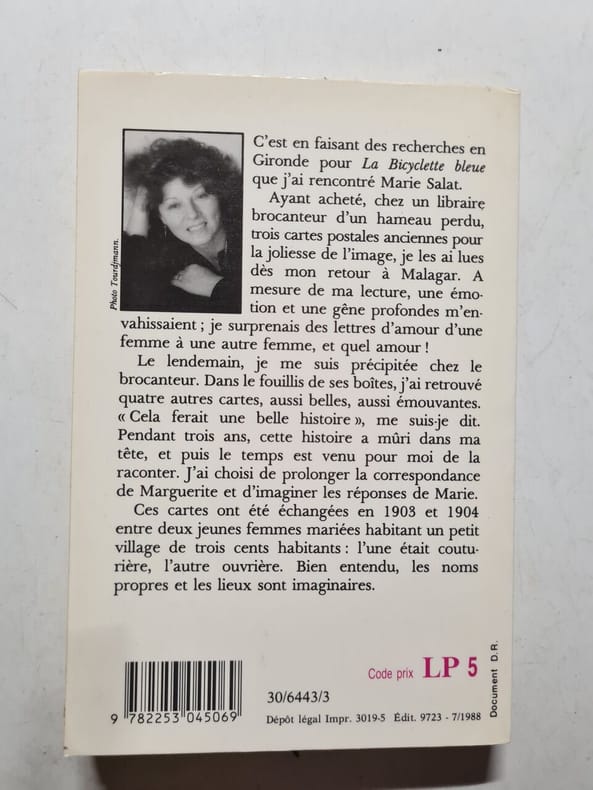 C'est en faisant des recherches en
Gironde pour La Bicyclette bleue
que j'ai rencontré Marie Salat.
Ayant acheté, chez un libraire
brocanteur d'un hameau perdu,
trois cartes postales anciennes pour
la joliesse de l'image, je les ai lues
dès mon retour à Malagar. A
mesure de ma lecture, une émo-
tion et une gêne profondes m'en-
vahissaient ; je surprenais des lettres d'amour d'une
femme à une autre femme, et quel amour !
Le lendemain, je me suis précipitée chez le
brocanteur. Dans le fouillis de ses boîtes, j'ai retrouvé
quatre autres cartes, aussi belles, aussi émouvantes.
« Cela ferait une belle histoire », me suis-je dit.
Pendant trois ans, cette histoire a mûri dans ma
tête, et puis le temps est venu pour moi de la
raconter. J'ai choisi de prolonger la correspondance
de Marguerite et d'imaginer les réponses de Marie.
Ces cartes ont été échangées en 1903 et 1904
entre deux jeunes femmes mariées habitant un petit
village de trois cents habitants : l'une était coutu-
rière, l'autre ouvrière. Bien entendu, les noms
propres et les lieux sont imaginaires.
Photo Tourdjmann.
Code prix LP 5
Document D.R.
30/6443/3
9 782253 045069
Dépôt légal Impr. 3019-5 Édit. 9723 - 7/1988